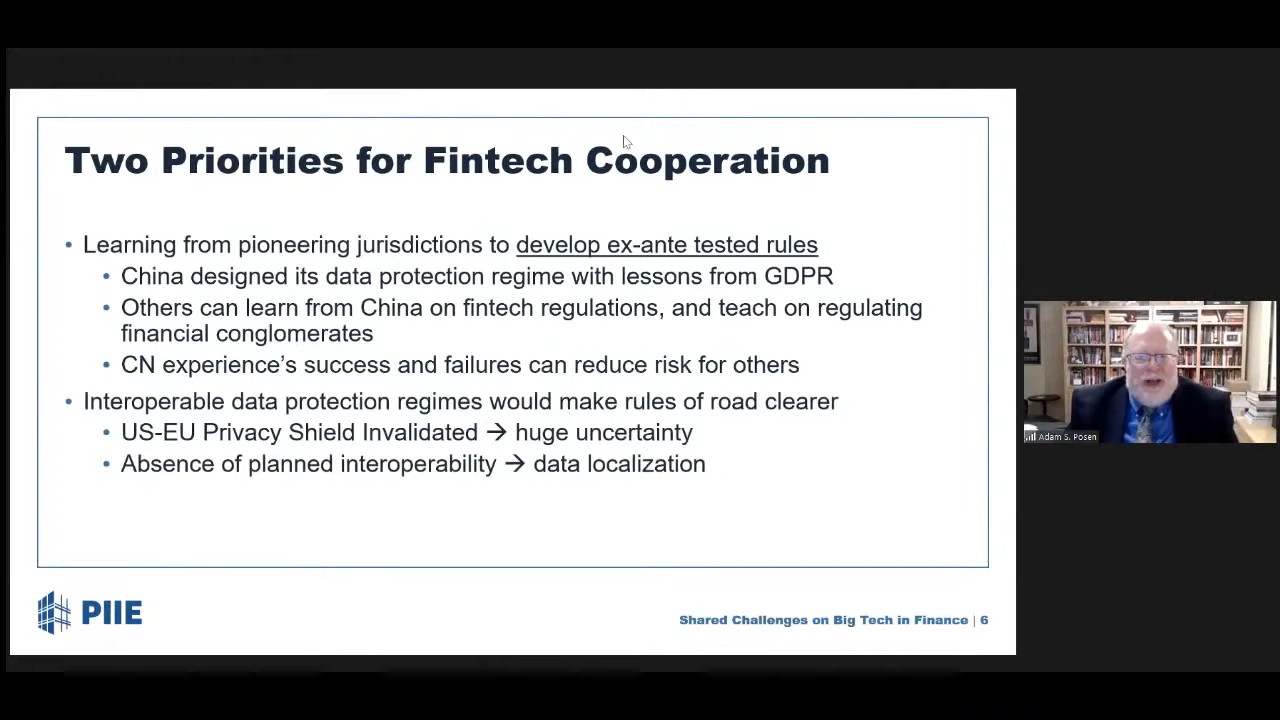 Two Priorities for Fintech Cooperation
• Learning from pioneering jurisdictions to develop ex-ante tested rules
• China designed its data protection regime with lessons from GDPR
• Others can learn from China on fintech regulations, and teach on regulating
financial conglomerates
• CN experience’s success and failures can reduce risk for others
• Interoperable data protection regimes would make rules of road clearer
• US-EU Privacy Shield Invalidated → huge uncertainty
• Absence of planned interoperability → data localization
PIIE
Shared Challenges on Big Tech in Finance | 6
Adam S. Posen